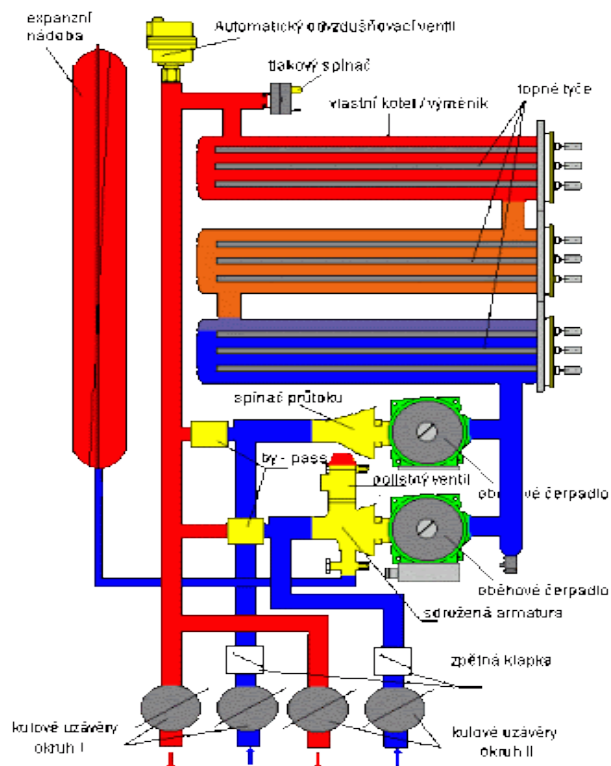 expanzní
nádoba
Automatický odvzdušňovací ventil
tlakový spínač
vlastní kotel / výměník
topné tyče
spínač průtoku
by - pass
pojistný ventil
oběhové čerpadlo
oběhové čerpadlo
sdružená armatura
zpětná klapka
kulové uzávěry
okruh I
kulové uzávěry
okruh II